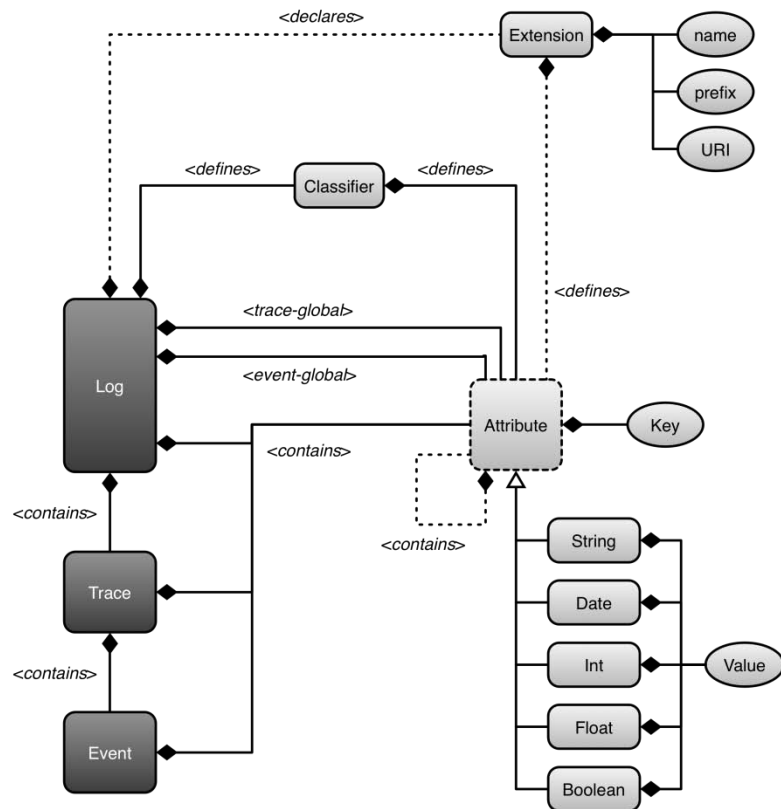 <declares>
Extension
name
prefix
URI
<defines>
Classifier
<defines>
<defines>
<trace-global>
<event-global>
Log
Attribute
Key
<contains>
<contains>
<contains>
String
Trace
Date
<contains>
Int
Value
Event
Float
Boolean